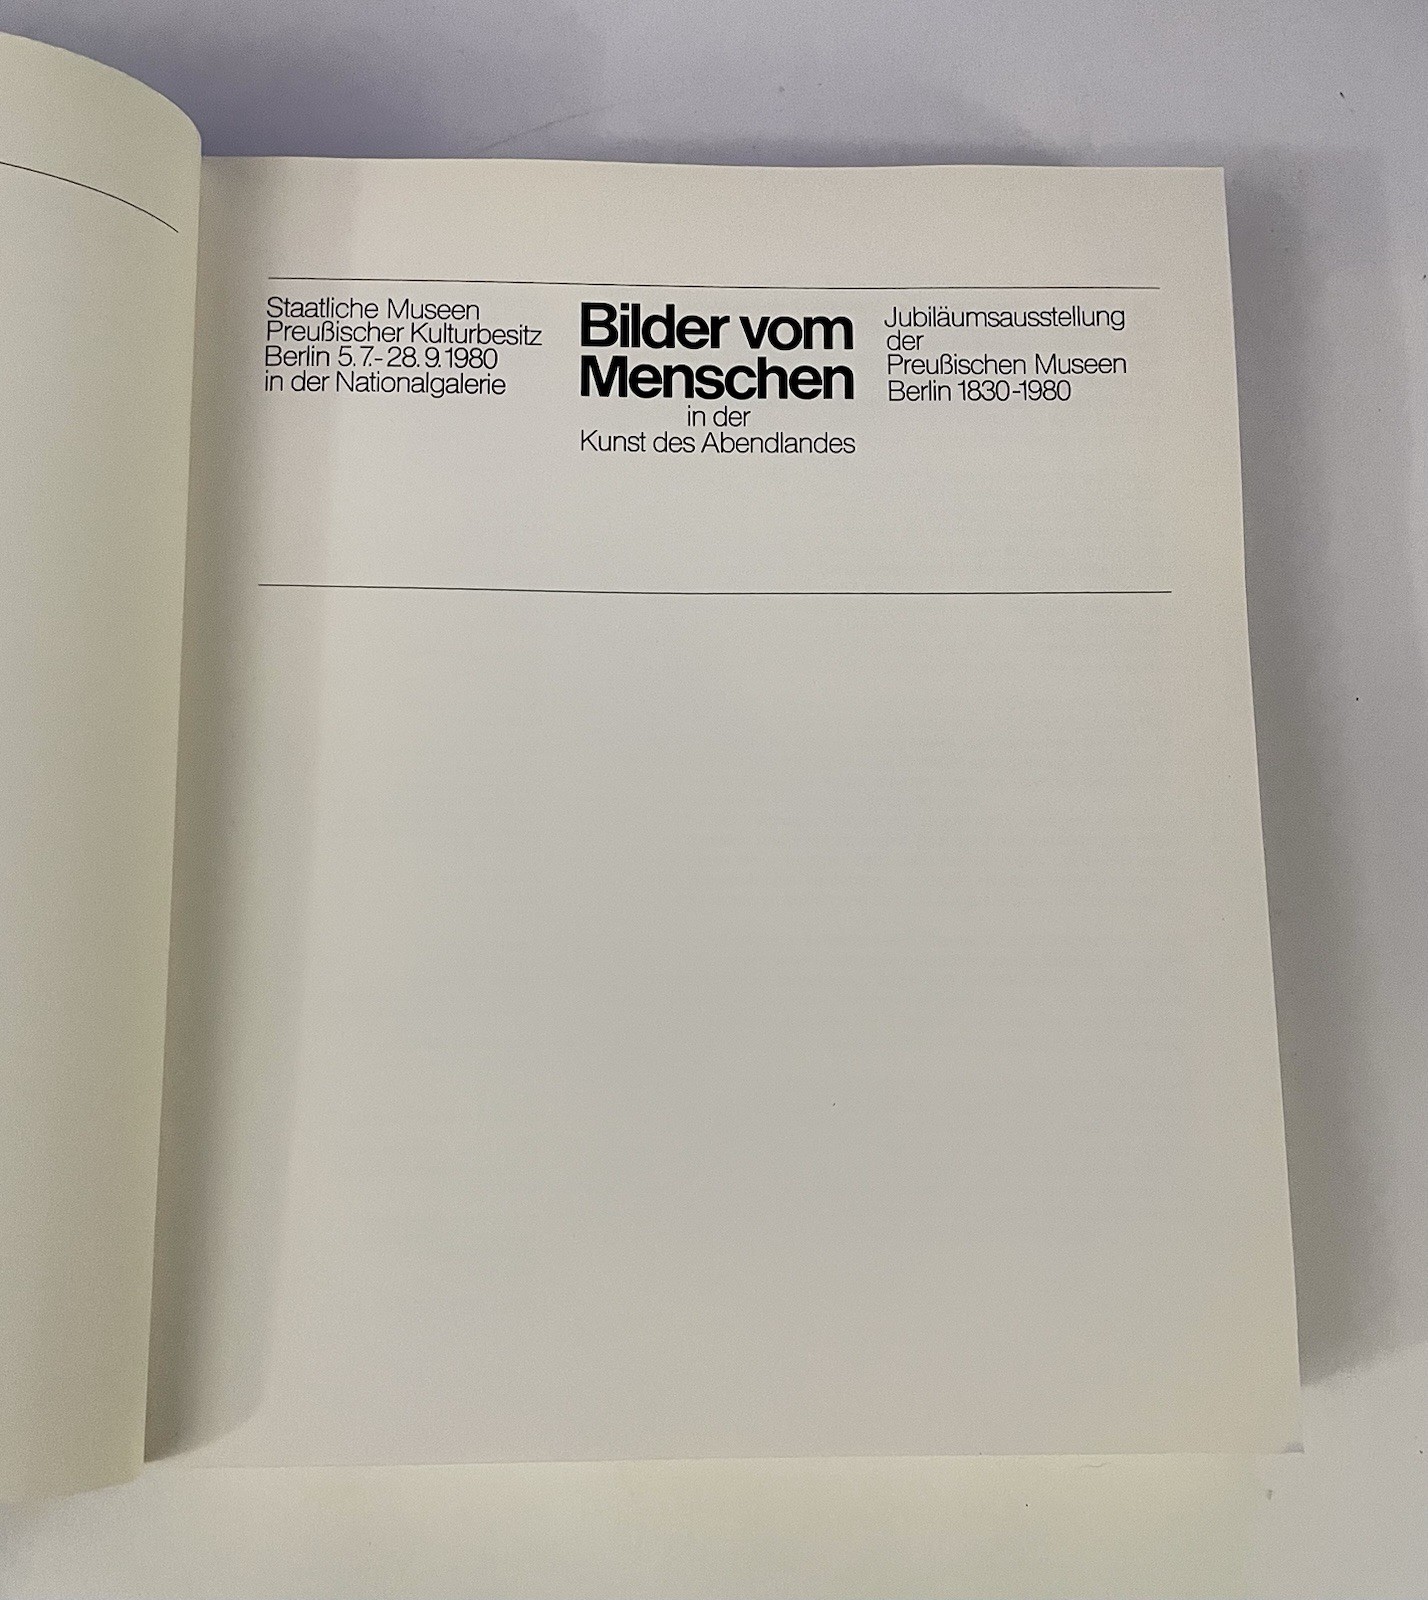 Staatliche Museen
Preußischer Kulturbesitz
Berlin 5.7.-28.9.1980
in der Nationalgalerie
Bilder vom
Menschen
in der
Kunst des Abendlandes
Jubiläumsausstellung
der
Preußischen Museen
Berlin 1830-1980